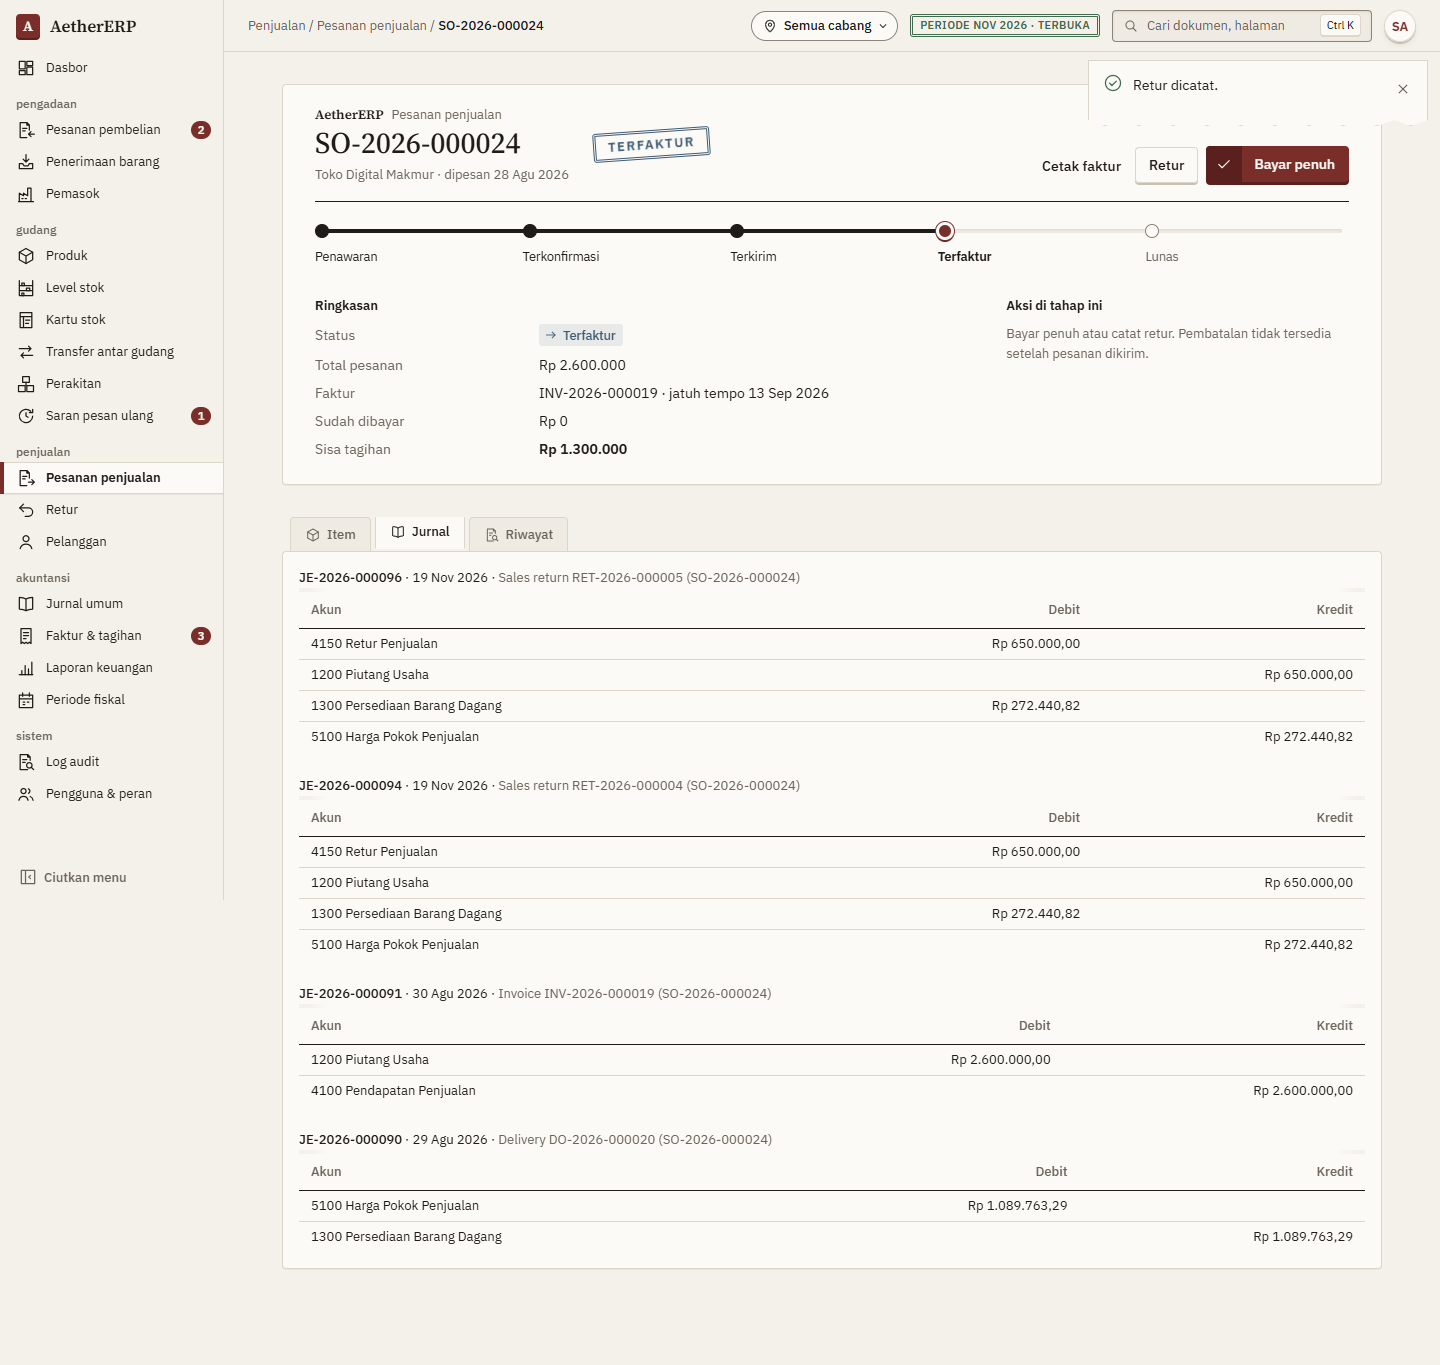 A AetherERP
Dasbor
pengadaan
Pesanan pembelian 2
Penerimaan barang
Pemasok
gudang
Produk
Level stok
Kartu stok
Transfer antar gudang
Perakitan
Saran pesan ulang 1
penjualan
Pesanan penjualan
Retur
Pelanggan
akuntansi
Jurnal umum
Faktur & tagihan 3
Laporan keuangan
Periode fiskal
sistem
Log audit
Pengguna & peran
Ciutkan menu
Penjualan / Pesanan penjualan / SO-2026-000024
Semua cabang
PERIODE NOV 2026 · TERBUKA
Cari dokumen, halaman Ctrl K
SA
Retur dicatat.
AetherERP Pesanan penjualan
SO-2026-000024
TERFAKTUR
Toko Digital Makmur · dipesan 28 Agu 2026
Cetak faktur
Retur
Bayar penuh
Penawaran
Terkonfirmasi
Terkirim
Terfaktur
Lunas
Ringkasan
Status Terfaktur
Total pesanan Rp 2.600.000
Faktur INV-2026-000019 · jatuh tempo 13 Sep 2026
Sudah dibayar Rp 0
Sisa tagihan Rp 1.300.000
Aksi di tahap ini
Bayar penuh atau catat retur. Pembatalan tidak tersedia
setelah pesanan dikirim.
Item
Jurnal
Riwayat
JE-2026-000096 · 19 Nov 2026 · Sales return RET-2026-000005 (SO-2026-000024)
Akun Debit Kredit
4150 Retur Penjualan Rp 650.000,00
1200 Piutang Usaha Rp 650.000,00
1300 Persediaan Barang Dagang Rp 272.440,82
5100 Harga Pokok Penjualan Rp 272.440,82
JE-2026-000094 · 19 Nov 2026 · Sales return RET-2026-000004 (SO-2026-000024)
Akun Debit Kredit
4150 Retur Penjualan Rp 650.000,00
1200 Piutang Usaha Rp 650.000,00
1300 Persediaan Barang Dagang Rp 272.440,82
5100 Harga Pokok Penjualan Rp 272.440,82
JE-2026-000091 · 30 Agu 2026 · Invoice INV-2026-000019 (SO-2026-000024)
Akun Debit Kredit
1200 Piutang Usaha Rp 2.600.000,00
4100 Pendapatan Penjualan Rp 2.600.000,00
JE-2026-000090 · 29 Agu 2026 · Delivery DO-2026-000020 (SO-2026-000024)
Akun Debit Kredit
5100 Harga Pokok Penjualan Rp 1.089.763,29
1300 Persediaan Barang Dagang Rp 1.089.763,29